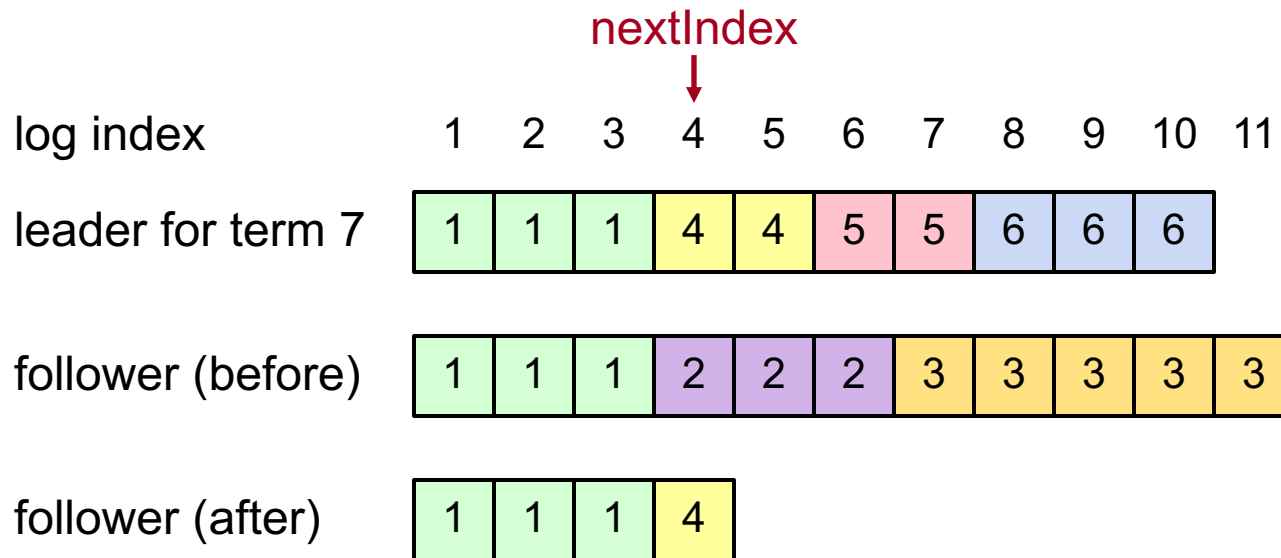 nextIndex
log index 1 2 3 4 5 6 7 8 9 10 11
leader for term 7 1 1 1 4 4 5 5 6 6 6
follower (before) 1 1 1 2 2 2 3 3 3 3 3
follower (after) 1 1 1 4